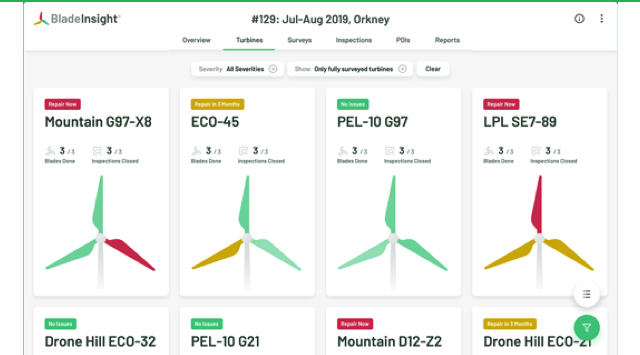 BladeInsight
#129: Jul-Aug 2019, Orkney
Overview Turbines Surveys Inspections POIs Reports
Severity All Severities Show Only fully surveyed turbines Clear
Repair Now
Mountain G97-X8
3 / 3 3 / 3
Blades Done Inspections Closed
Repair in 3 Months
ECO-45
3 / 3 3 / 3
Blades Done Inspections Closed
No Issues
PEL-10 G97
3 / 3 3 / 3
Blades Done Inspections Closed
Repair Now
LPL SE7-89
3 / 3 3 / 3
Blades Done Inspections Closed
No Issues
Drone Hill ECO-32
No Issues
PEL-10 G21
Repair Now
Mountain D12-Z2
Repair in 3 Months
Drone Hill ECO-21